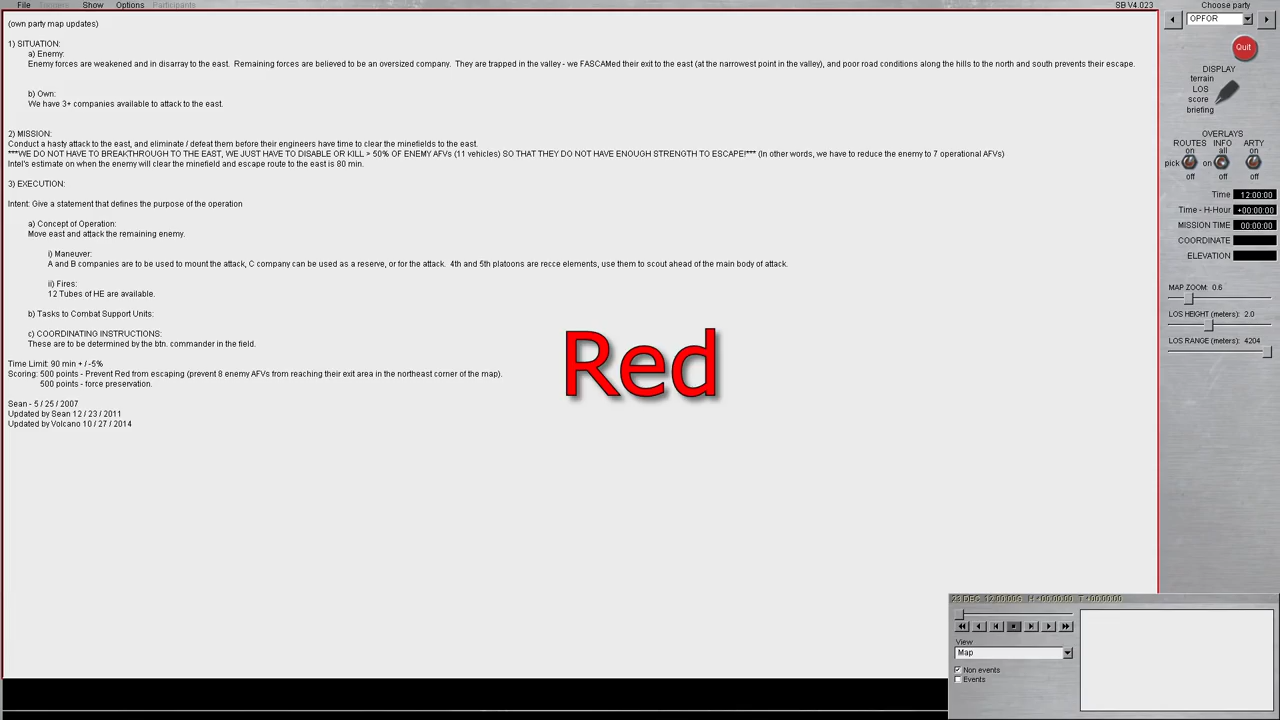 File Triggers Show Options Participants SB V4.023 Choose party
OPFOR
Quit
(own party map updates)
1) SITUATION:
a) Enemy:
Enemy forces are weakened and in disarray to the east. Remaining forces are believed to be an oversized company. They are trapped in the valley - we FASCAMed their exit to the east (at the narrowest point in the valley), and poor road conditions along the hills to the north and south prevents their escape.
b) Own:
We have 3+ companies available to attack to the east.
2) MISSION:
Conduct a hasty attack to the east, and eliminate / defeat them before their engineers have time to clear the minefields to the east.
***WE DO NOT HAVE TO BREAKTHROUGH TO THE EAST, WE JUST HAVE TO DISABLE OR KILL > 50% OF ENEMY AFVs (11 vehicles) SO THAT THEY DO NOT HAVE ENOUGH STRENGTH TO ESCAPE!*** (In other words, we have to reduce the enemy to 7 operational AFVs)
Intel's estimate on when the enemy will clear the minefield and escape route to the east is 80 min.
3) EXECUTION:
Intent: Give a statement that defines the purpose of the operation
a) Concept of Operation:
Move east and attack the remaining enemy.
i) Maneuver:
A and B companies are to be used to mount the attack, C company can be used as a reserve, or for the attack. 4th and 5th platoons are recce elements, use them to scout ahead of the main body of attack.
ii) Fires:
12 Tubes of HE are available.
b) Tasks to Combat Support Units:
c) COORDINATING INSTRUCTIONS:
These are to be determined by the btn. commander in the field.
Time Limit: 90 min + / -5%
Scoring: 500 points - Prevent Red from escaping (prevent 8 enemy AFVs from reaching their exit area in the northeast corner of the map).
500 points - force preservation.
Sean - 5 / 25 / 2007
Updated by Sean 12 / 23 / 2011
Updated by Volcano 10 / 27 / 2014
Red
DISPLAY
terrain
LOS
score
briefing
OVERLAYS
ROUTES INFO ARTY
on all on
pick on
off off off
Time 12:00:00
Time - H-Hour +00:00:00
MISSION TIME 00:00:00
COORDINATE
ELEVATION
MAP ZOOM: 0.6
LOS HEIGHT (meters): 2.0
LOS RANGE (meters): 4204
23 DEC 12:00:00G H +00:00:00 T +00:00:00
View
Map
Non events
Events